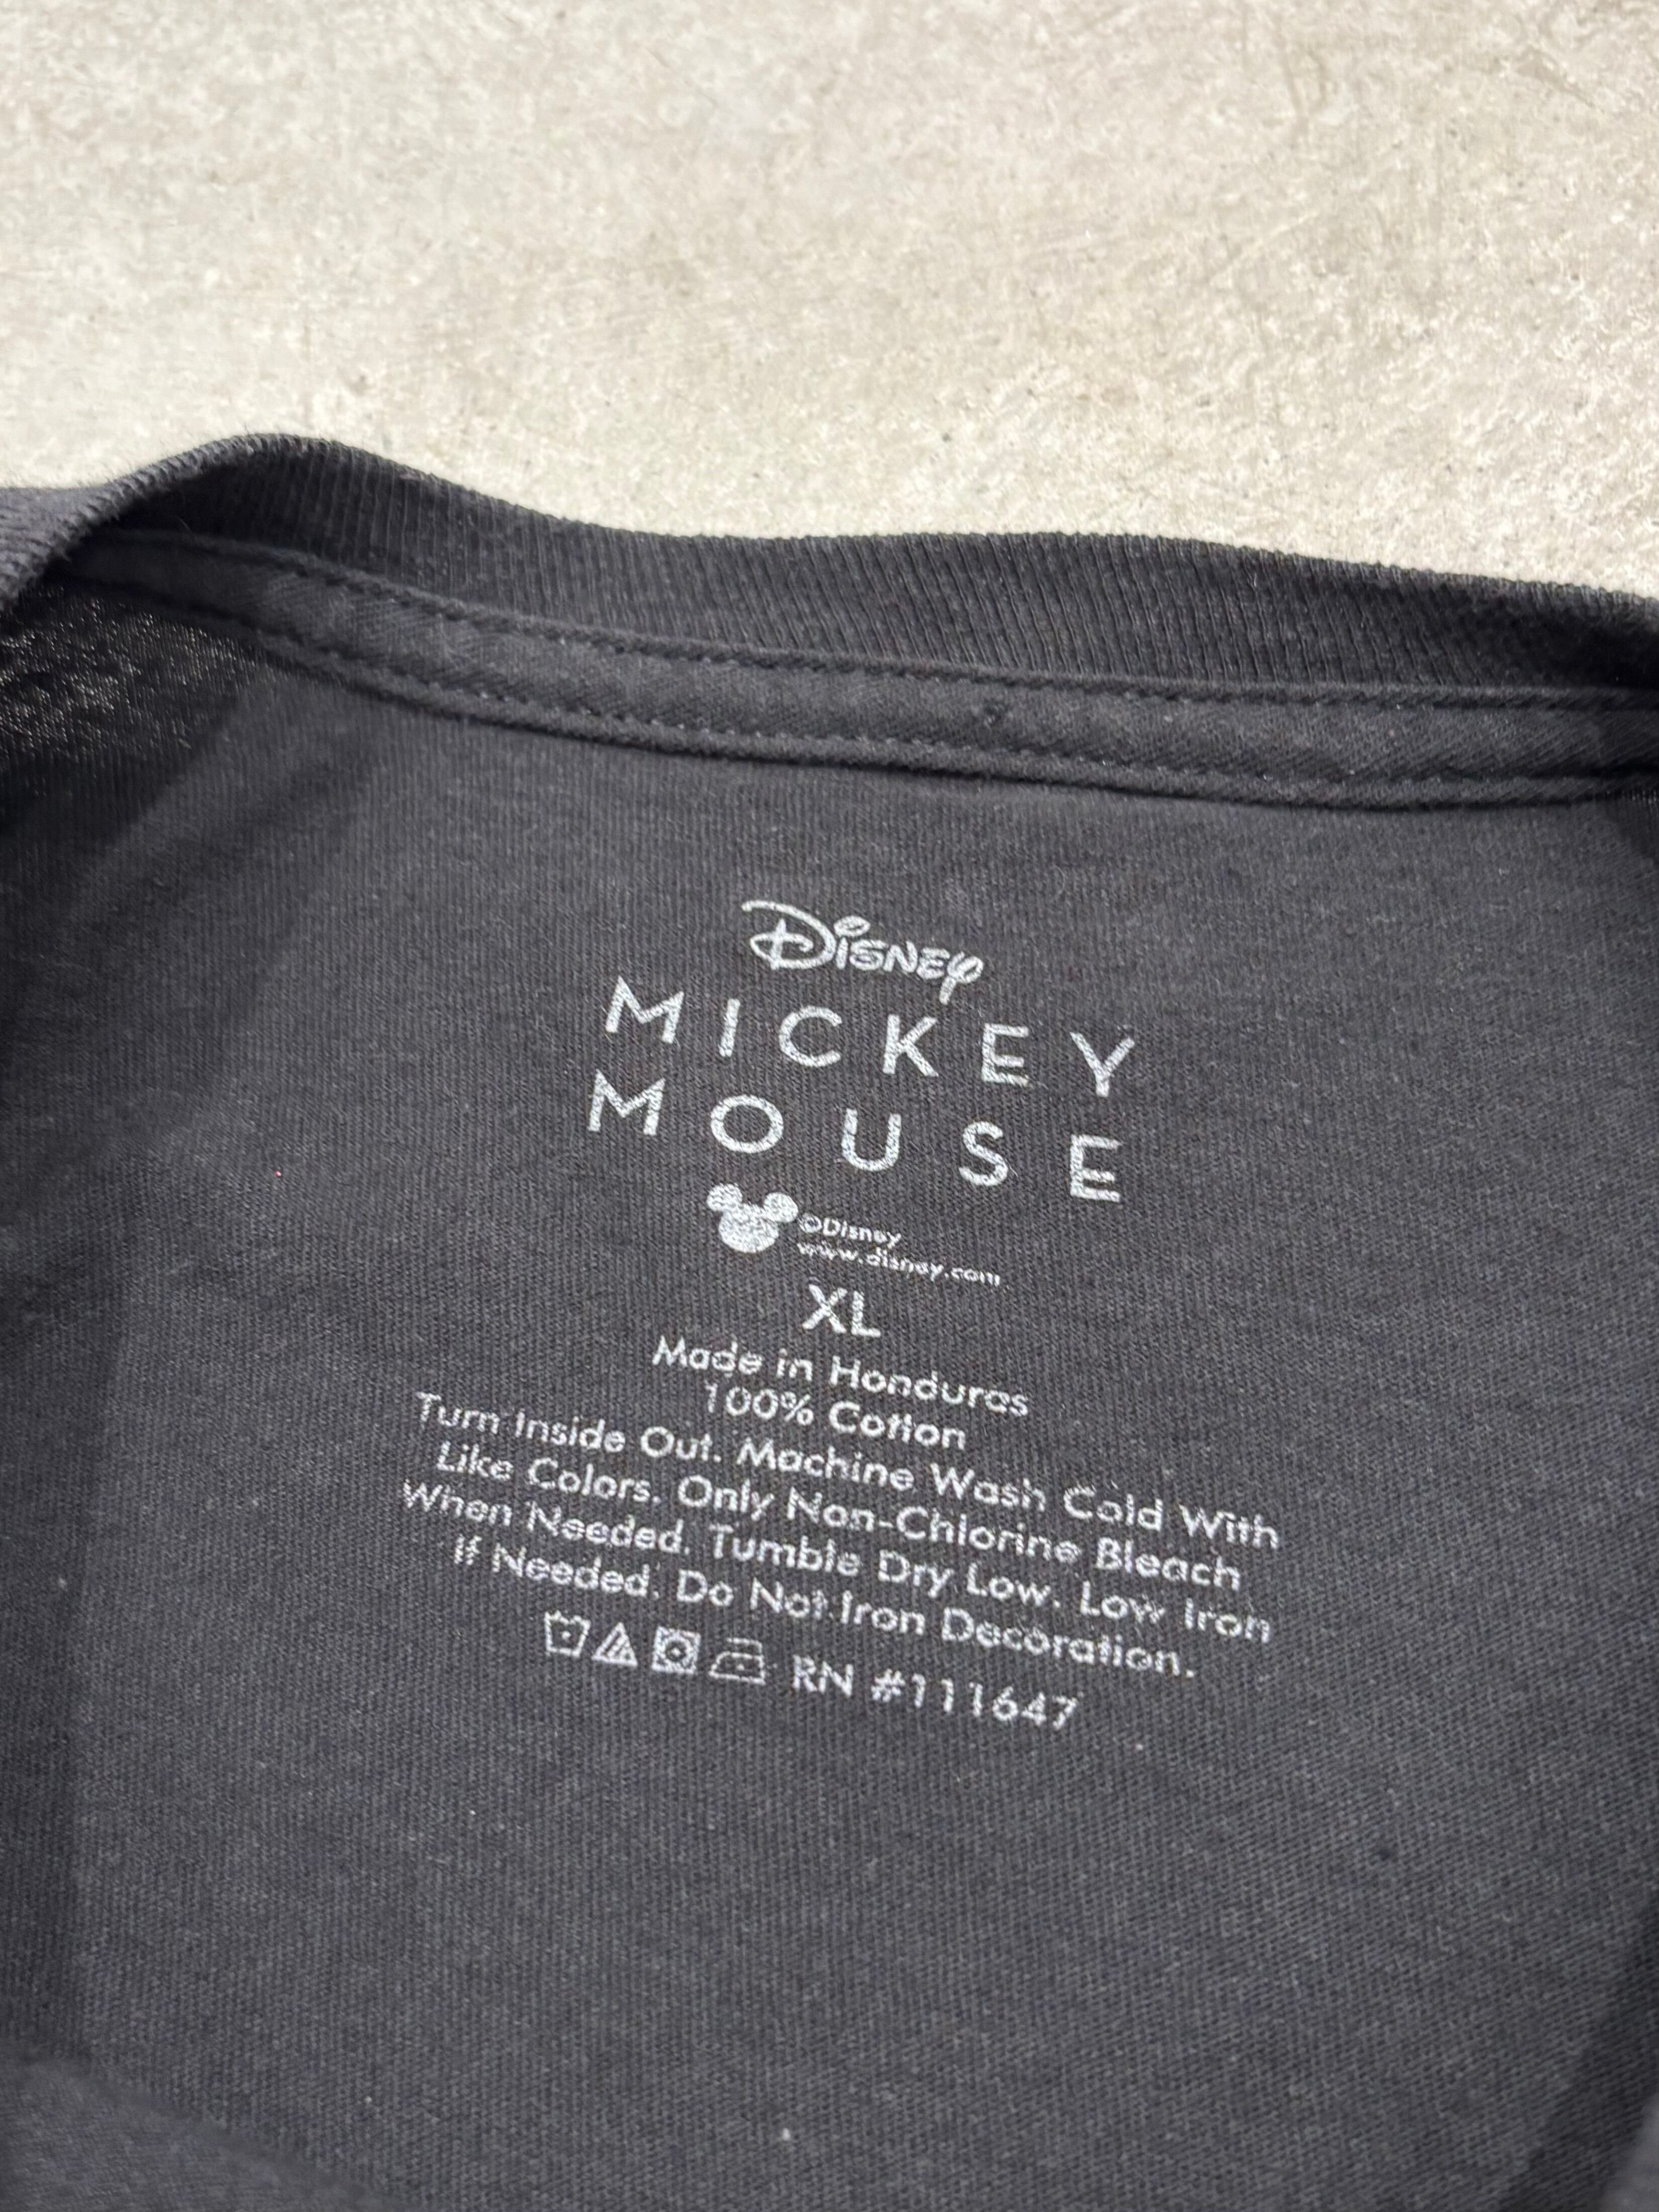 Disney
MICKEY
MOUSE
©Disney
www.disney.com
XL
Made in Honduras
100% Cotton
Turn Inside Out. Machine Wash Cold With
Like Colors. Only Non-Chlorine Bleach
When Needed. Tumble Dry Low. Low Iron
If Needed. Do Not Iron Decoration.
RN #111647